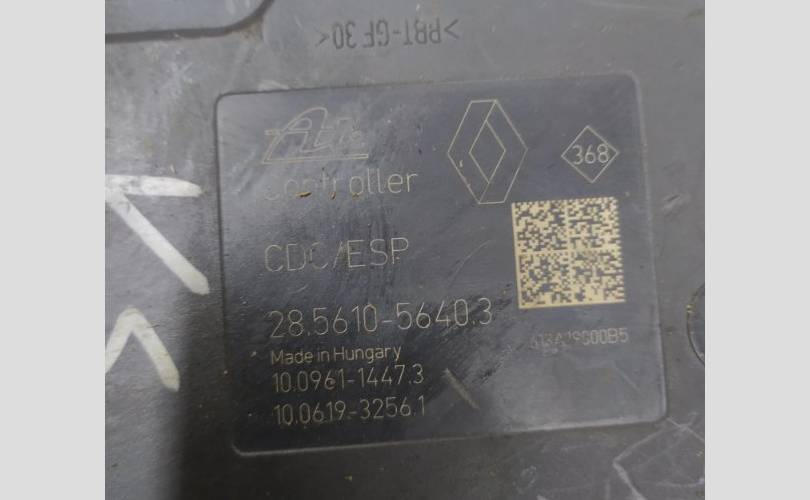 >PBT-GF30<
Ate
368
Controller
CDC/ESP
28.5610-5640.3
Made in Hungary
10.0961-1447.3
10.0619-3256.1